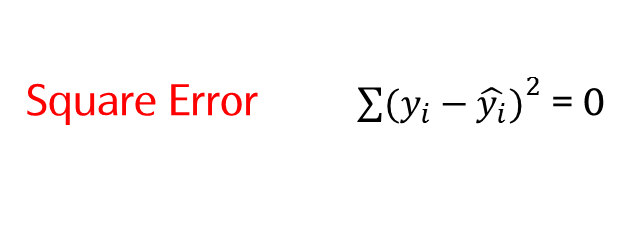 Square Error ∑(yᵢ − ŷᵢ)² = 0